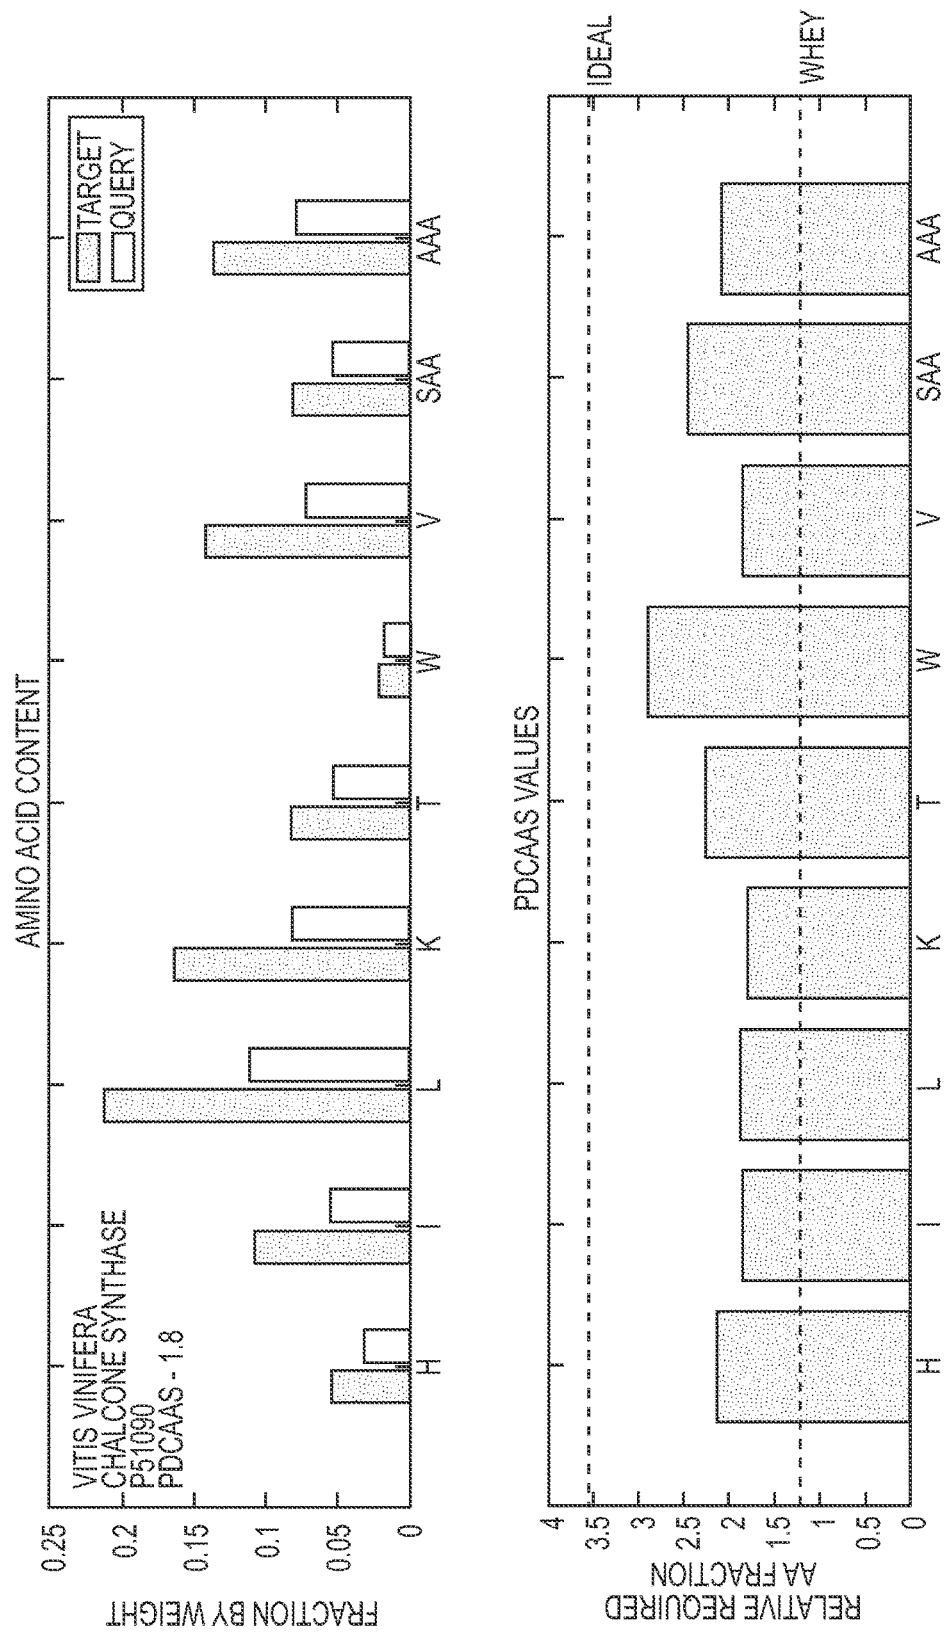 AMINO ACID CONTENT
VITIS VINIFERA
CHALCONE SYNTHASE
P51090
PDCAAS - 1.8
TARGET
QUERY
FRACTION BY WEIGHT
0.25
0.2
0.15
0.1
0.05
0
H I L K T W V SAA AAA
PDCAAS VALUES
RELATIVE REQUIRED
AA FRACTION
4
3.5
3
2.5
2
1.5
1
0.5
0
IDEAL
WHEY
H I L K T W V SAA AAA